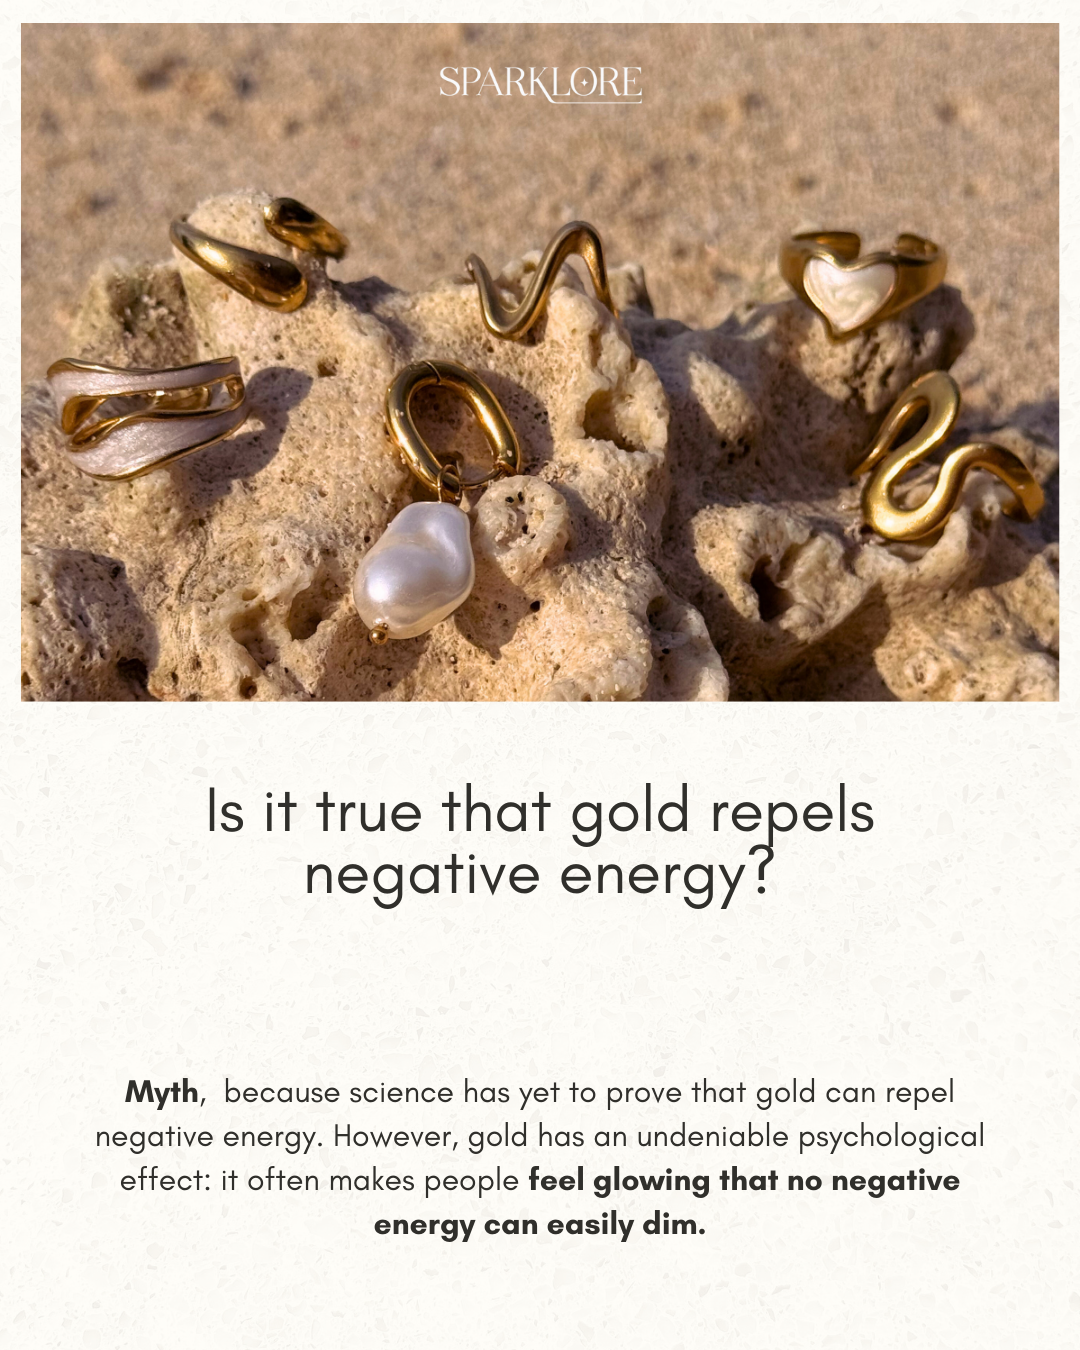 SPARKLORE
Is it true that gold repels
negative energy?
Myth,  because science has yet to prove that gold can repel
negative energy. However, gold has an undeniable psychological
effect: it often makes people feel glowing that no negative
energy can easily dim.